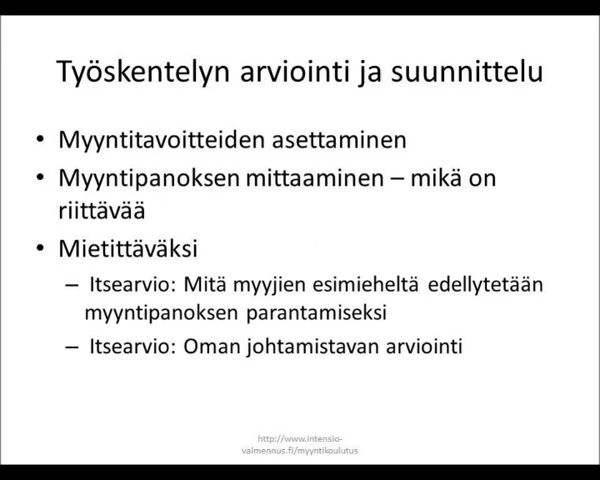 Työskentelyn arviointi ja suunnittelu
• Myyntitavoitteiden asettaminen
• Myyntipanoksen mittaaminen – mikä on
riittävää
• Mietittäväksi
– Itsearvio: Mitä myyjien esimieheltä edellytetään
myyntipanoksen parantamiseksi
– Itsearvio: Oman johtamistavan arviointi
http://www.intensio-
valmennus.fi/myyntikoulutus